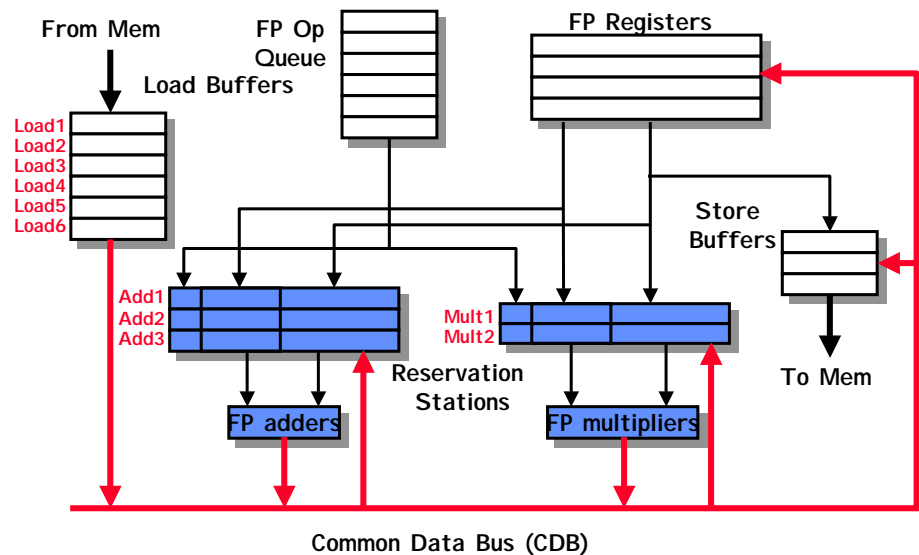 From Mem
FP Op
Queue
FP Registers
Load Buffers
Load1
Load2
Load3
Load4
Load5
Load6
Store
Buffers
Add1
Add2
Add3
Mult1
Mult2
Reservation
Stations
To Mem
FP adders
FP multipliers
Common Data Bus (CDB)